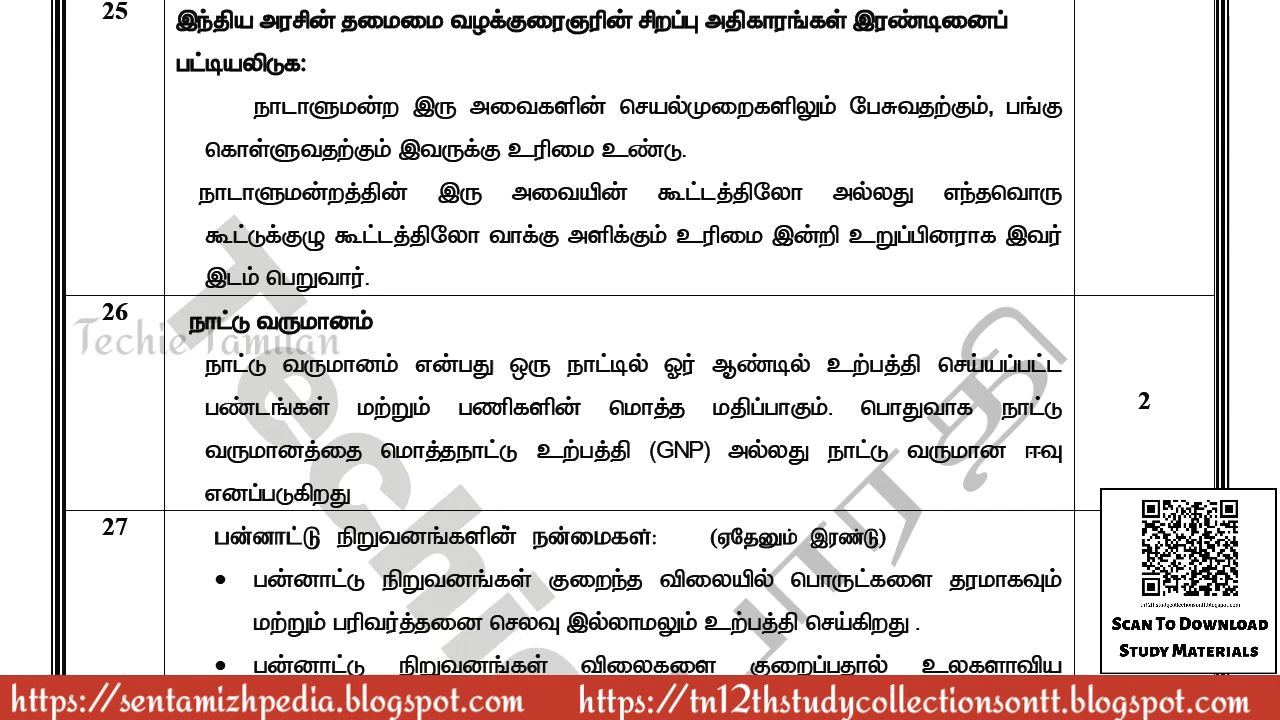 25
இந்திய அரசின் தமைமை வழக்குரைஞரின் சிறப்பு அதிகாரங்கள் இரண்டினைப்
பட்டியலிடுக:
நாடாளுமன்ற இரு அவைகளின் செயல்முறைகளிலும் பேசுவதற்கும், பங்கு
கொள்ளுவதற்கும் இவருக்கு உரிமை உண்டு.
நாடாளுமன்றத்தின் இரு அவையின் கூட்டத்திலோ அல்லது எந்தவொரு
கூட்டுக்குழு கூட்டத்திலோ வாக்கு அளிக்கும் உரிமை இன்றி உறுப்பினராக இவர்
இடம் பெறுவார்.
26
நாட்டு வருமானம்
Techie Tamilan
நாட்டு வருமானம் என்பது ஒரு நாட்டில் ஓர் ஆண்டில் உற்பத்தி செய்யப்பட்ட
பண்டங்கள் மற்றும் பணிகளின் மொத்த மதிப்பாகும். பொதுவாக நாட்டு
2
வருமானத்தை மொத்தநாட்டு உற்பத்தி (GNP) அல்லது நாட்டு வருமான ஈவு
எனப்படுகிறது
27
பன்னாட்டு நிறுவனங்களின் நன்மைகள்: (ஏதேனும் இரண்டு)
• பன்னாட்டு நிறுவனங்கள் குறைந்த விலையில் பொருட்களை தரமாகவும்
மற்றும் பரிவர்த்தனை செலவு இல்லாமலும் உற்பத்தி செய்கிறது .
• பன்னாட்டு நிறுவனங்கள் விலைகளை குறைப்பதால் உலகளாவிய
Techie
பாரதி
tn12thstudycollectionsontt.blogspot.com
SCAN TO DOWNLOAD
STUDY MATERIALS
https://sentamizhpedia.blogspot.com
https://tn12thstudycollectionsontt.blogspot.com